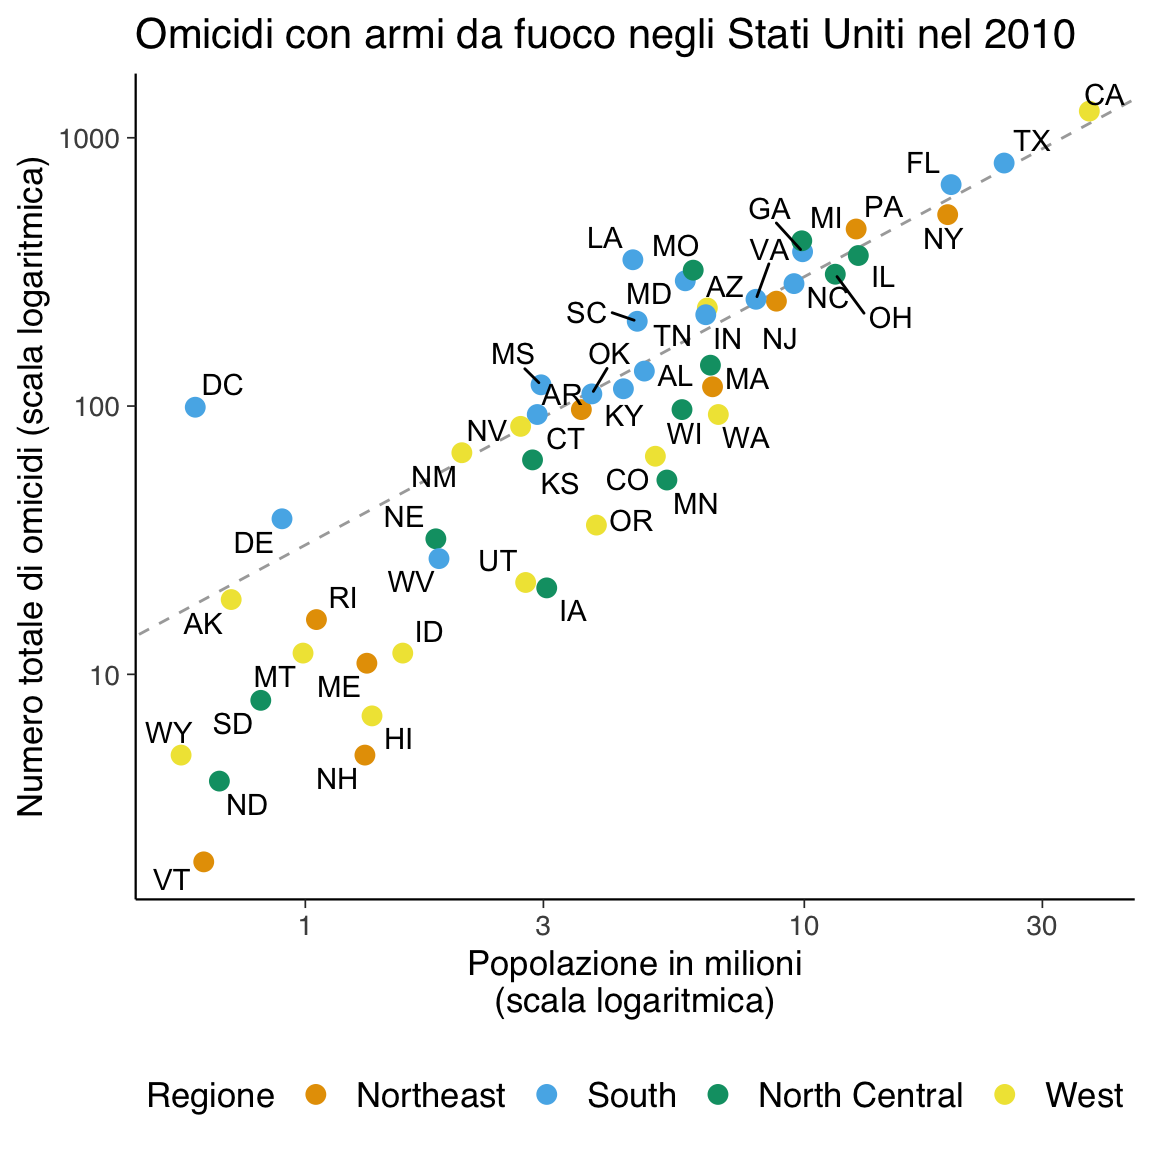 Omicidi con armi da fuoco negli Stati Uniti nel 2010
Numero totale di omicidi (scala logaritmica)
1000
100
10
CA
TX
FL
PA
NY
GA
MI
IL
VA
LA
MO
MD
AZ
NC
OH
SC
TN
IN
NJ
MS
OK
AL
MA
DC
AR
KY
WI
WA
NV
CT
NM
KS
CO
MN
NE
OR
DE
WV
UT
IA
AK
RI
ID
MT
ME
SD
WY
HI
NH
ND
VT
1
3
10
30
Popolazione in milioni
(scala logaritmica)
Regione Northeast South North Central West